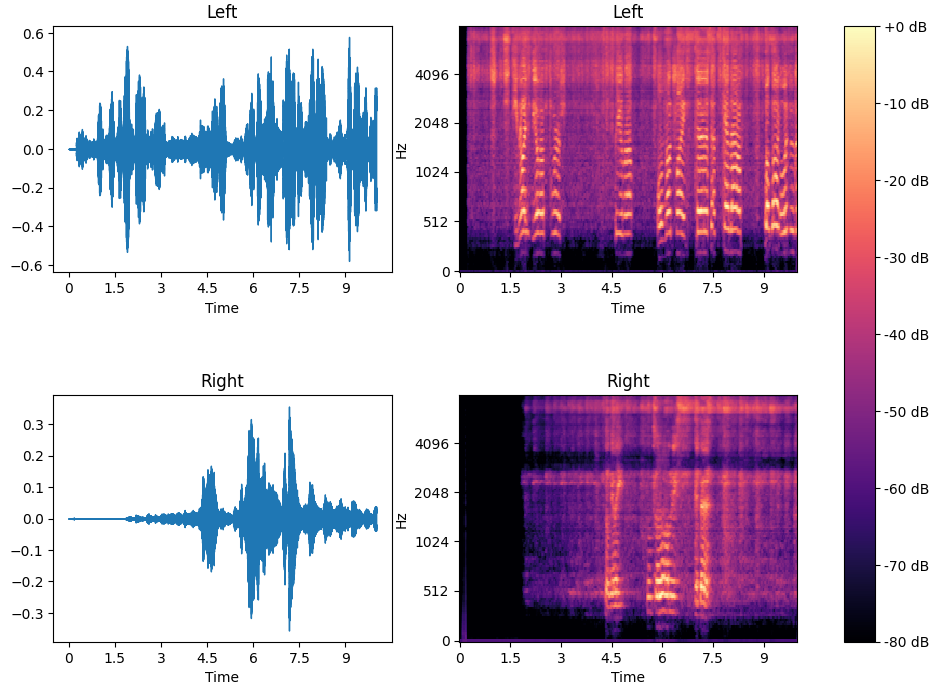 Left
0.6
0.4
0.2
0.0
−0.2
−0.4
−0.6
0 1.5 3 4.5 6 7.5 9
Time
Left
Hz
4096
2048
1024
512
0
0 1.5 3 4.5 6 7.5 9
Time
Right
0.3
0.2
0.1
0.0
−0.1
−0.2
−0.3
0 1.5 3 4.5 6 7.5 9
Time
Right
Hz
4096
2048
1024
512
0
0 1.5 3 4.5 6 7.5 9
Time
+0 dB
-10 dB
-20 dB
-30 dB
-40 dB
-50 dB
-60 dB
-70 dB
-80 dB